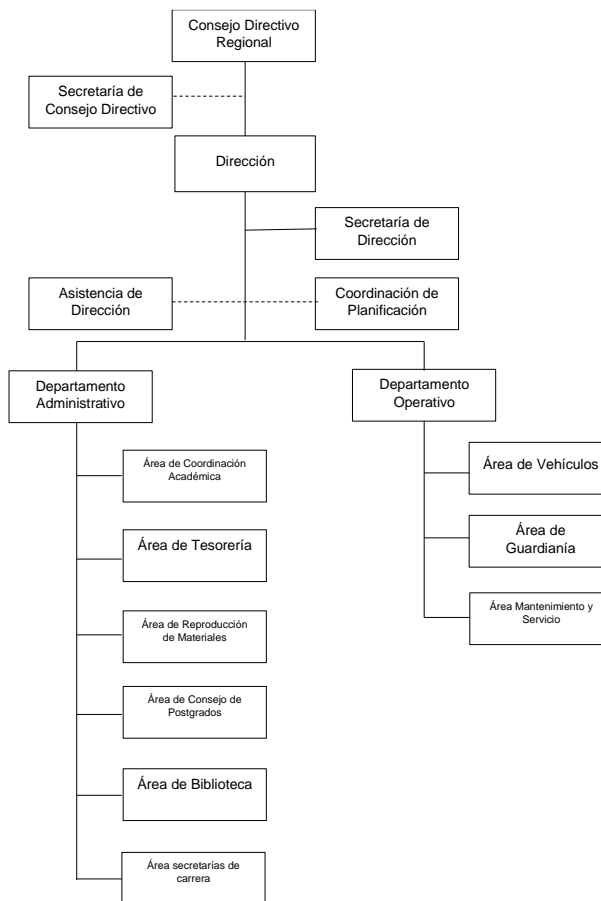 Consejo Directivo
Regional
Secretaría de
Consejo Directivo
Dirección
Secretaría de
Dirección
Asistencia de
Dirección
Coordinación de
Planificación
Departamento
Administrativo
Departamento
Operativo
Área de Coordinación
Académica
Área de Tesorería
Área de Reproducción
de Materiales
Área de Consejo de
Postgrados
Área de Biblioteca
Área secretarías de
carrera
Área de Vehículos
Área de
Guardianía
Área Mantenimiento y
Servicio